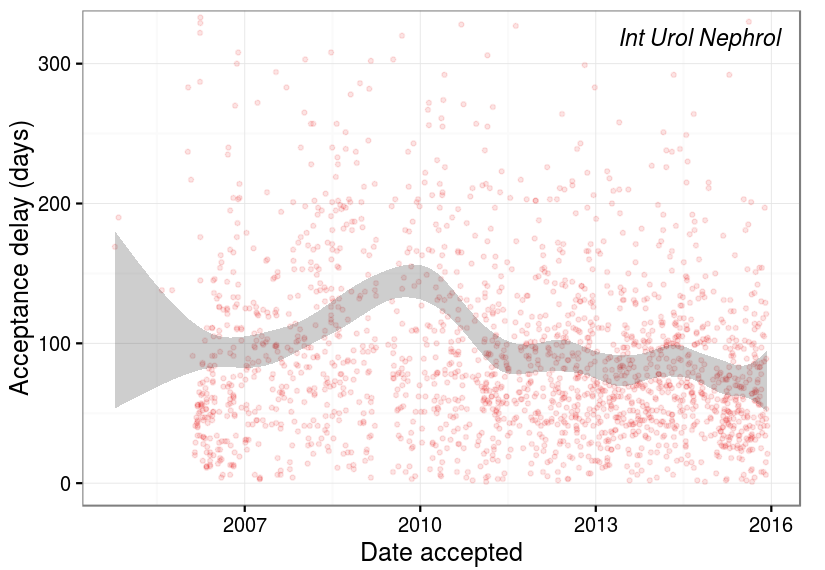 Int Urol Nephrol
Acceptance delay (days)
300
200
100
0
2007 2010 2013 2016
Date accepted